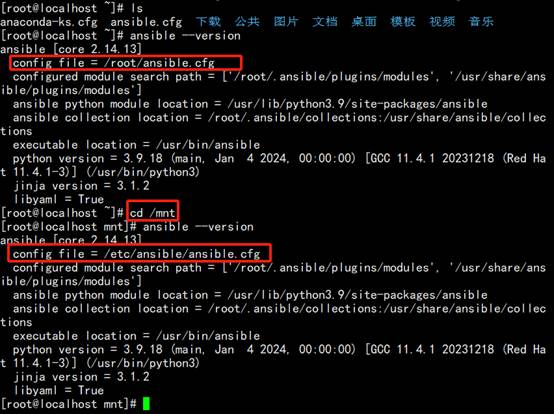 [root@localhost ~]# ls
anaconda-ks.cfg  ansible.cfg  下载  公共  图片  文档  桌面  模板  视频  音乐
[root@localhost ~]# ansible --version
ansible [core 2.14.13]
  config file = /root/ansible.cfg
  configured module search path = ['/root/.ansible/plugins/modules', '/usr/share/ans
ible/plugins/modules']
  ansible python module location = /usr/lib/python3.9/site-packages/ansible
  ansible collection location = /root/.ansible/collections:/usr/share/ansible/collec
tions
  executable location = /usr/bin/ansible
  python version = 3.9.18 (main, Jan  4 2024, 00:00:00) [GCC 11.4.1 20231218 (Red Ha
t 11.4.1-3)] (/usr/bin/python3)
  jinja version = 3.1.2
  libyaml = True
[root@localhost ~]# cd /mnt
[root@localhost mnt]# ansible --version
ansible [core 2.14.13]
  config file = /etc/ansible/ansible.cfg
  configured module search path = ['/root/.ansible/plugins/modules', '/usr/share/ans
ible/plugins/modules']
  ansible python module location = /usr/lib/python3.9/site-packages/ansible
  ansible collection location = /root/.ansible/collections:/usr/share/ansible/collec
tions
  executable location = /usr/bin/ansible
  python version = 3.9.18 (main, Jan  4 2024, 00:00:00) [GCC 11.4.1 20231218 (Red Ha
t 11.4.1-3)] (/usr/bin/python3)
  jinja version = 3.1.2
  libyaml = True
[root@localhost mnt]#